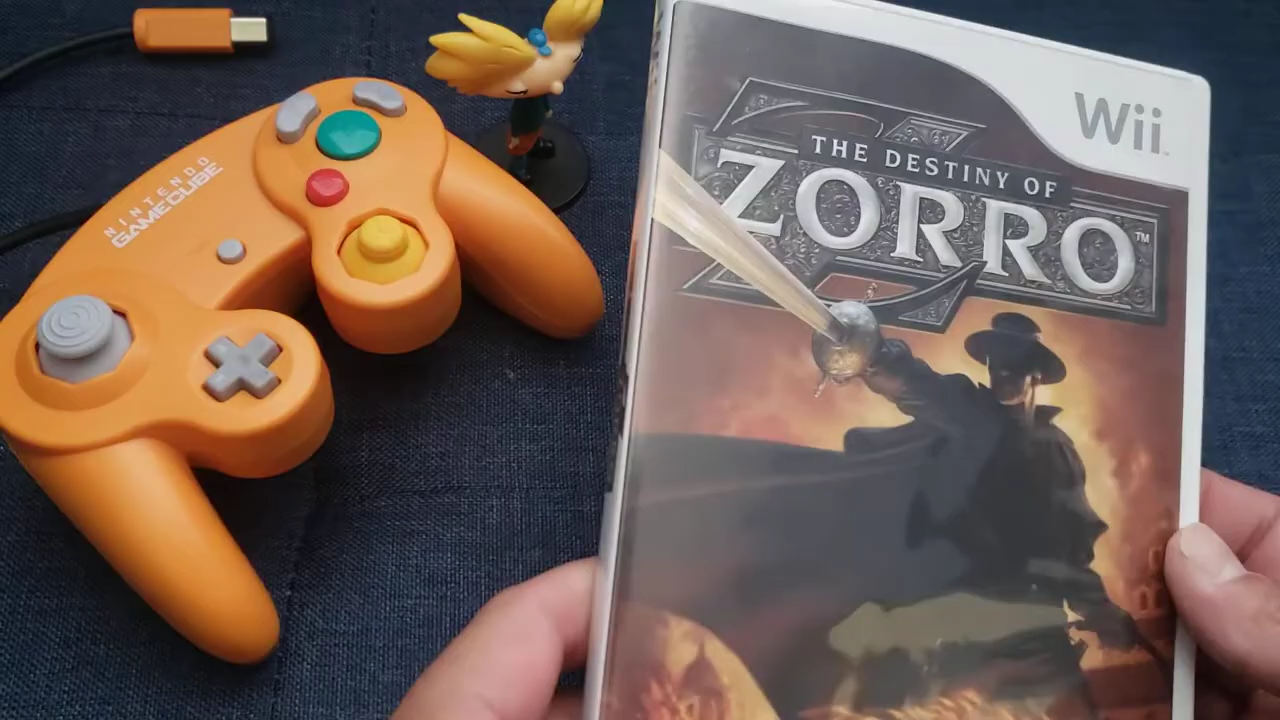 NINTENDO
GAMECUBE
Wii
THE DESTINY OF
ZORRO™